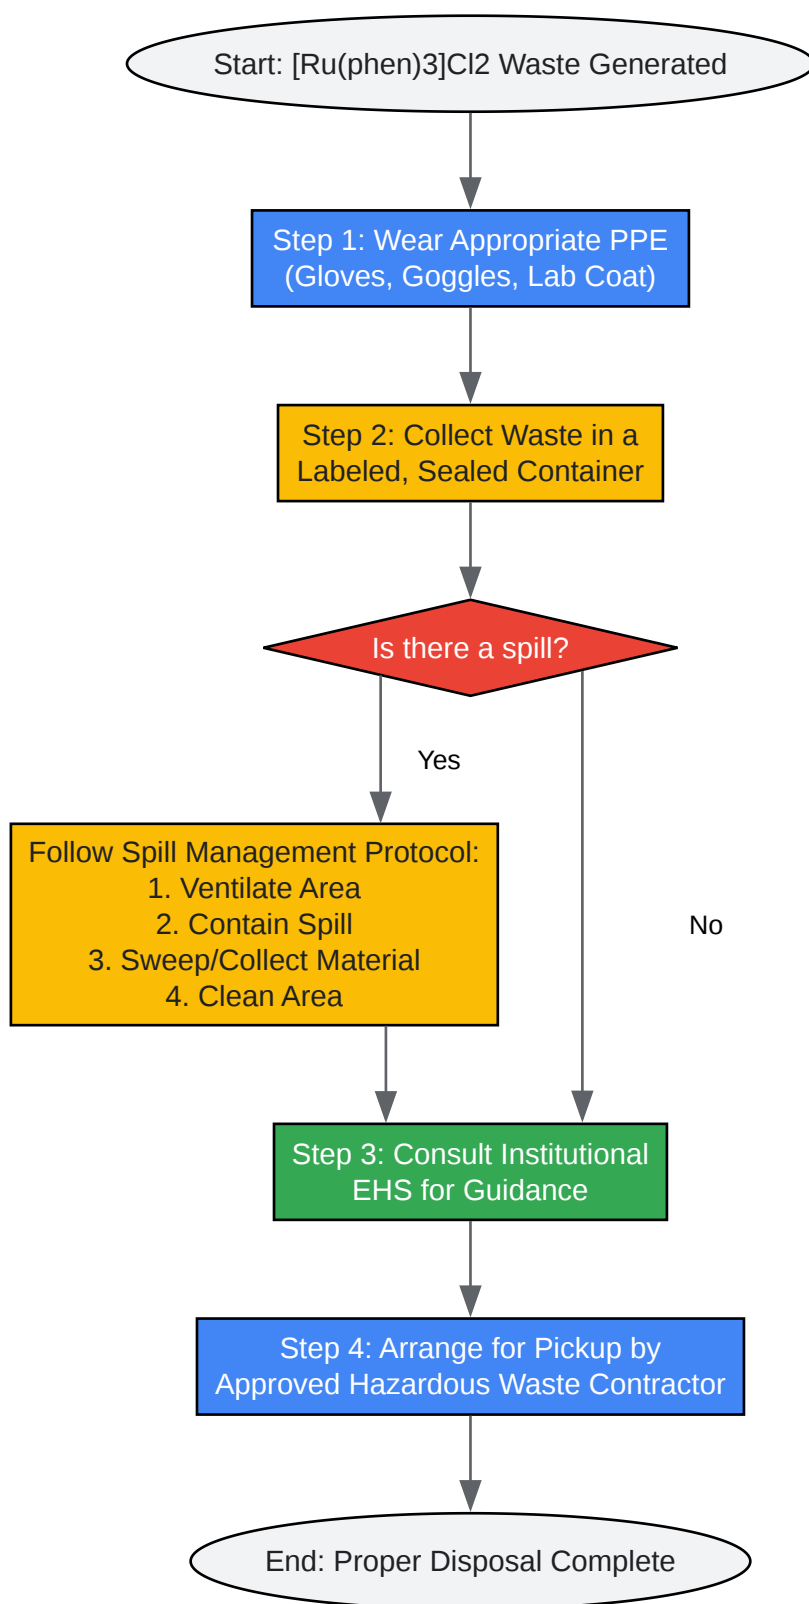 Start: [Ru(phen)3]Cl2 Waste Generated
Step 1: Wear Appropriate PPE
(Gloves, Goggles, Lab Coat)
Step 2: Collect Waste in a
Labeled, Sealed Container
Is there a spill?
Yes
Follow Spill Management Protocol:
1. Ventilate Area
2. Contain Spill
3. Sweep/Collect Material
4. Clean Area
No
Step 3: Consult Institutional
EHS for Guidance
Step 4: Arrange for Pickup by
Approved Hazardous Waste Contractor
End: Proper Disposal Complete